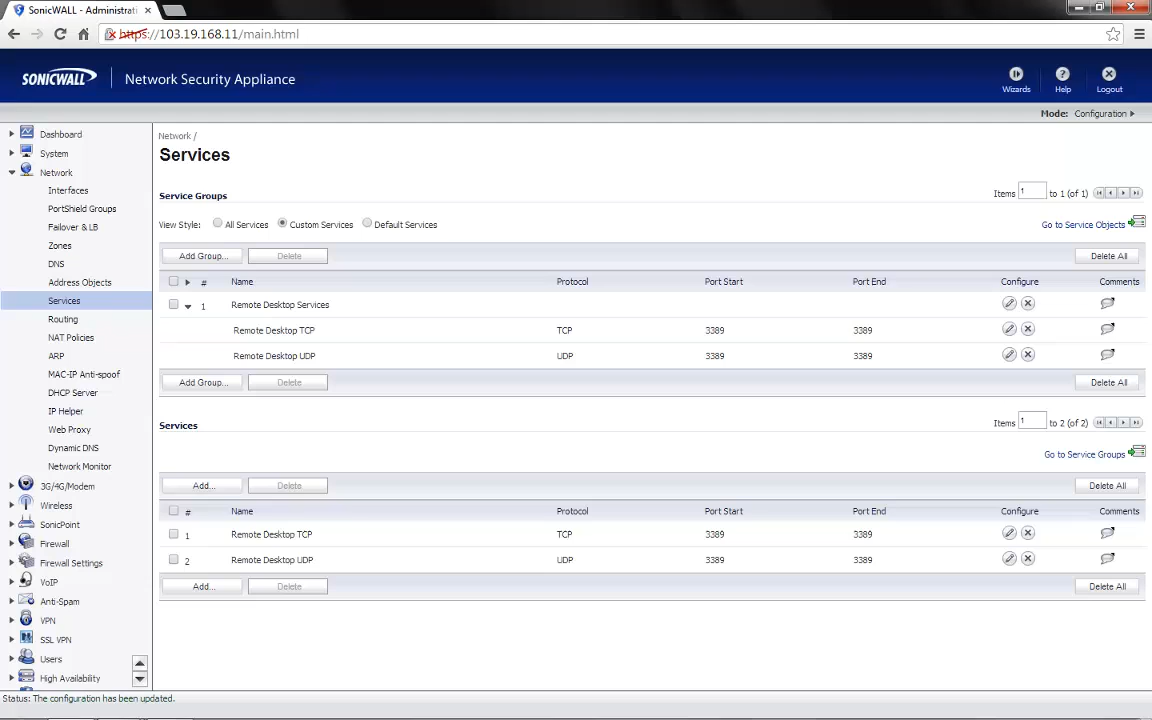 SonicWALL - Administrati
https://103.19.168.11/main.html
SONICWALL
Network Security Appliance
Wizards
Help
Logout
Mode: Configuration
Dashboard
System
Network
Interfaces
PortShield Groups
Failover & LB
Zones
DNS
Address Objects
Services
Routing
NAT Policies
ARP
MAC-IP Anti-spoof
DHCP Server
IP Helper
Web Proxy
Dynamic DNS
Network Monitor
3G/4G/Modem
Wireless
SonicPoint
Firewall
Firewall Settings
VoIP
Anti-Spam
VPN
SSL VPN
Users
High Availability
Network /
Services
Service Groups
Items 1 to 1 (of 1)
View Style: All Services Custom Services Default Services
Go to Service Objects
Add Group... Delete Delete All
# Name Protocol Port Start Port End Configure Comments
1 Remote Desktop Services
Remote Desktop TCP TCP 3389 3389
Remote Desktop UDP UDP 3389 3389
Add Group... Delete Delete All
Services
Items 1 to 2 (of 2)
Go to Service Groups
Add... Delete Delete All
# Name Protocol Port Start Port End Configure Comments
1 Remote Desktop TCP TCP 3389 3389
2 Remote Desktop UDP UDP 3389 3389
Add... Delete Delete All
Status: The configuration has been updated.